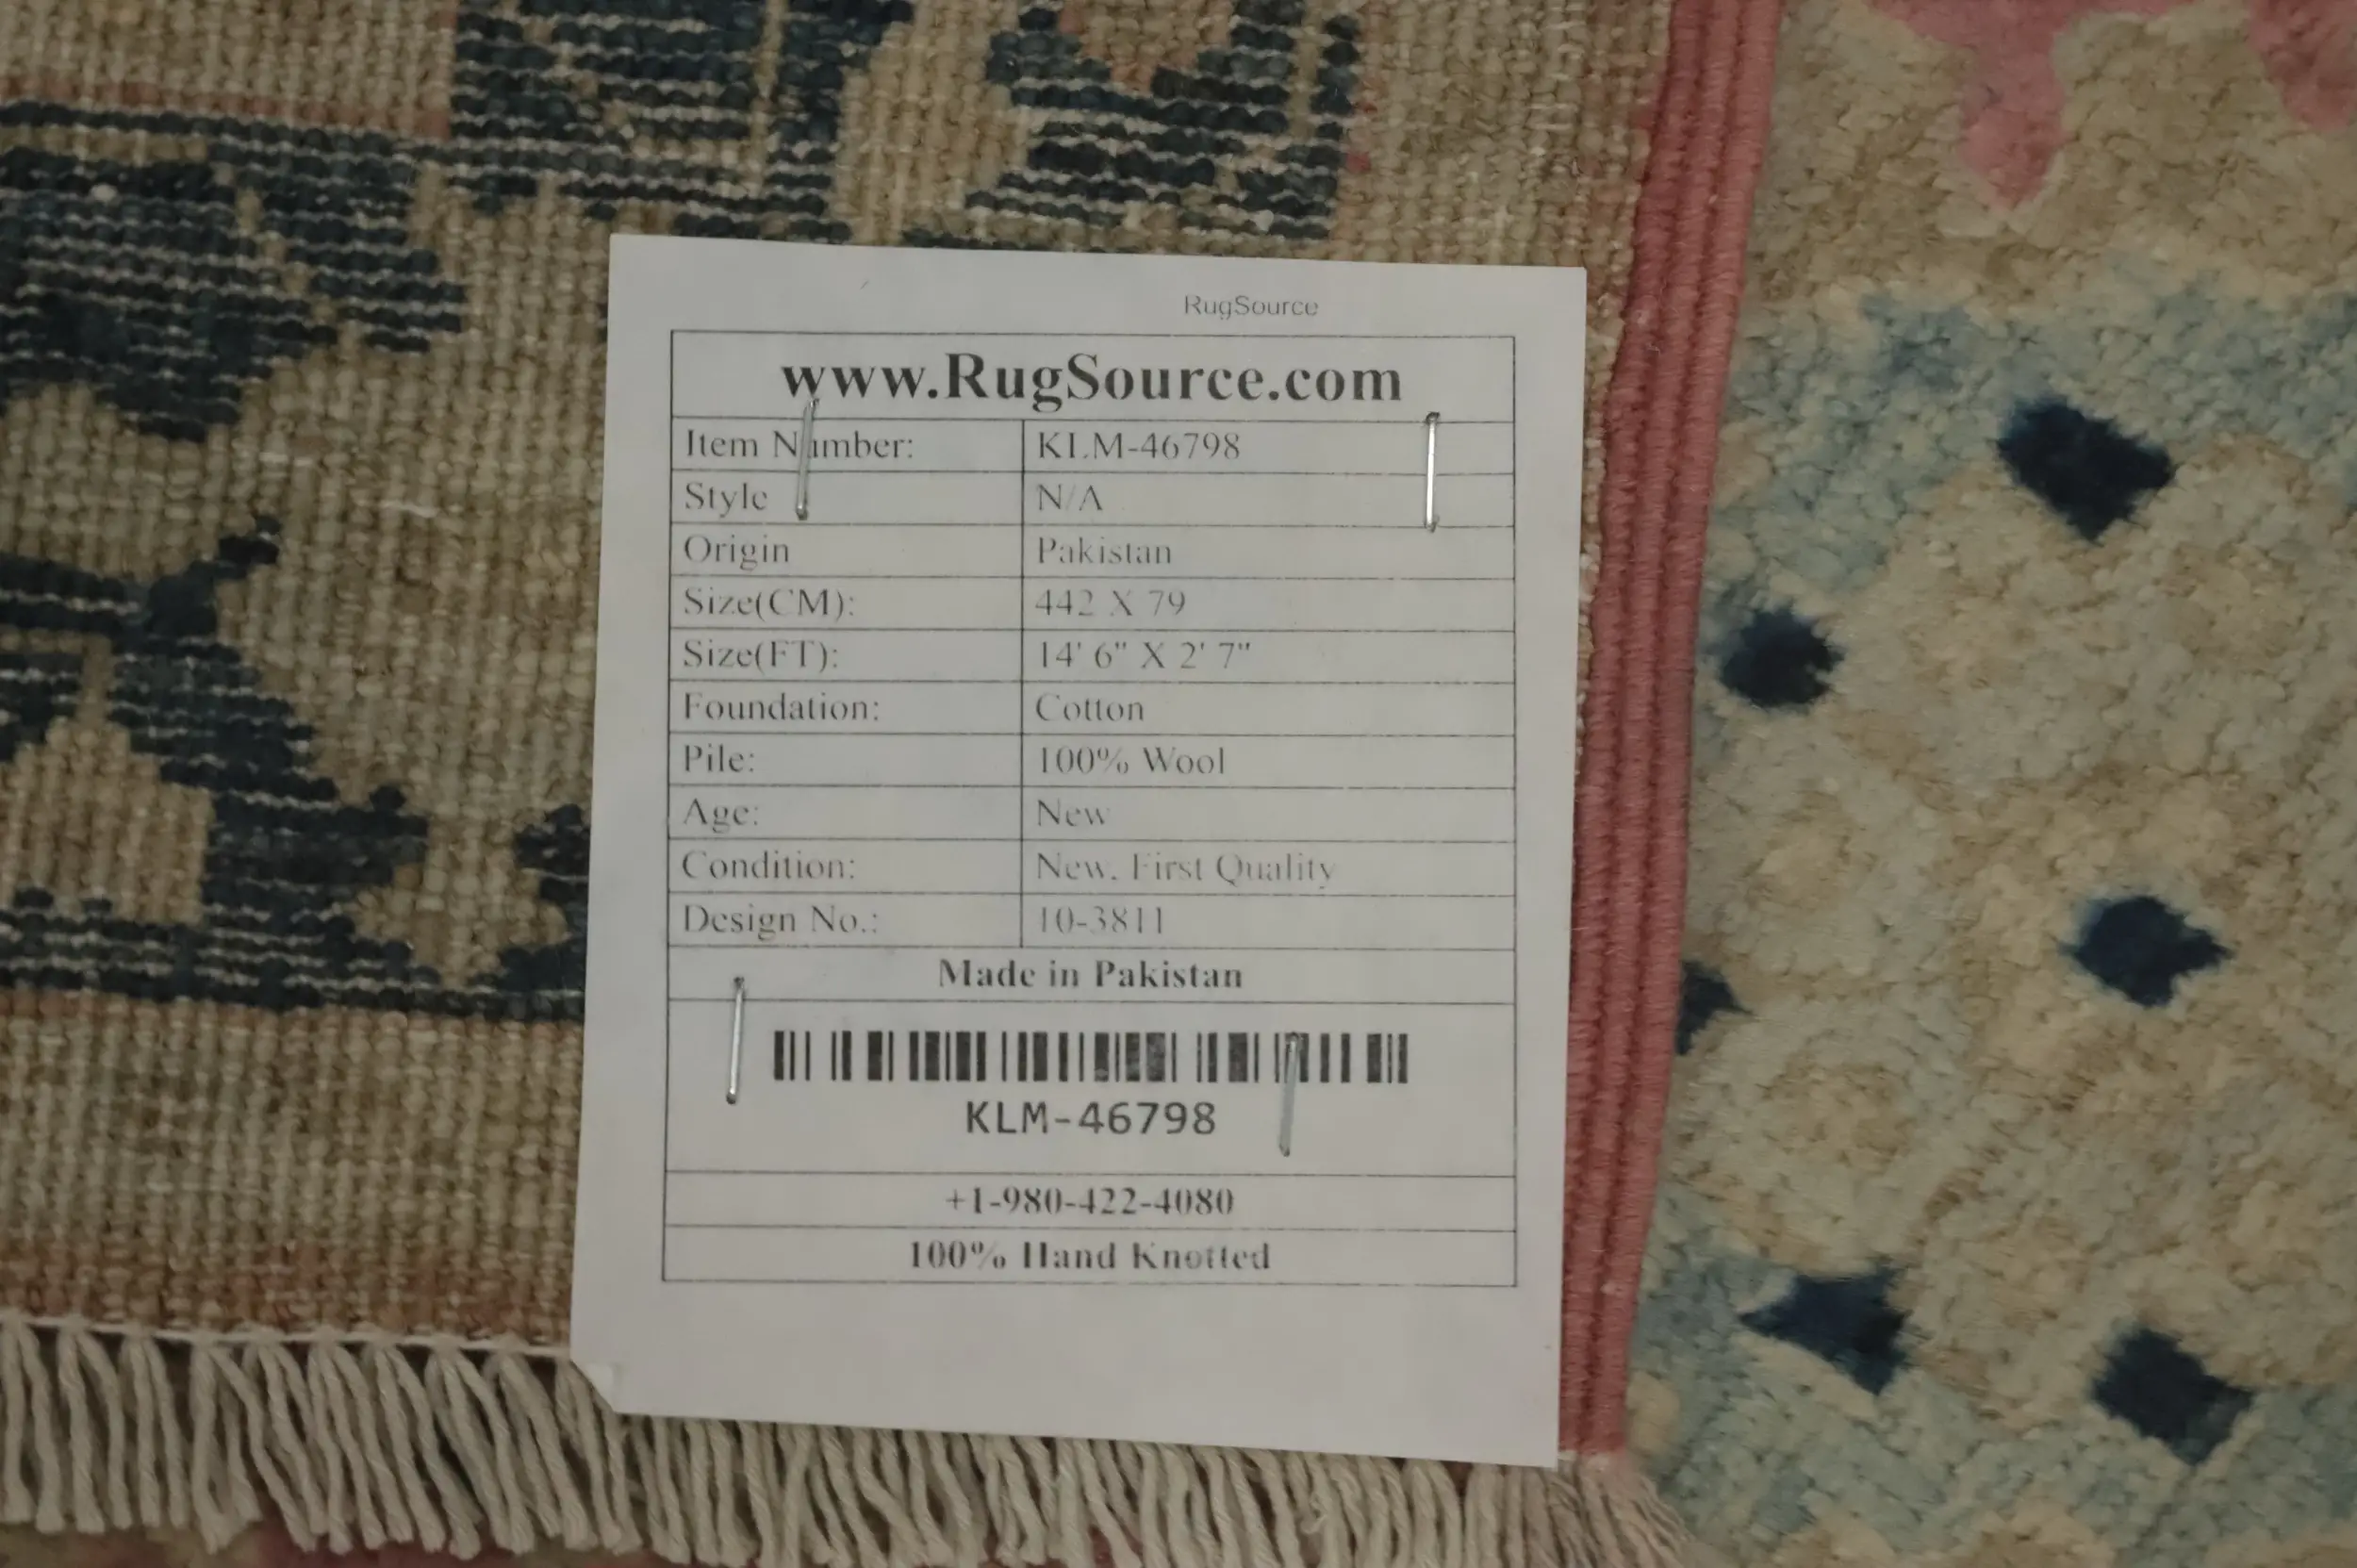 RugSource
www.RugSource.com
Item Number: KLM-46798
Style N/A
Origin Pakistan
Size(CM): 442 X 79
Size(FT): 14' 6" X 2' 7"
Foundation: Cotton
Pile: 100% Wool
Age: New
Condition: New, First Quality
Design No.: 10-3811
Made in Pakistan
KLM-46798
+1-980-422-4080
100% Hand Knotted